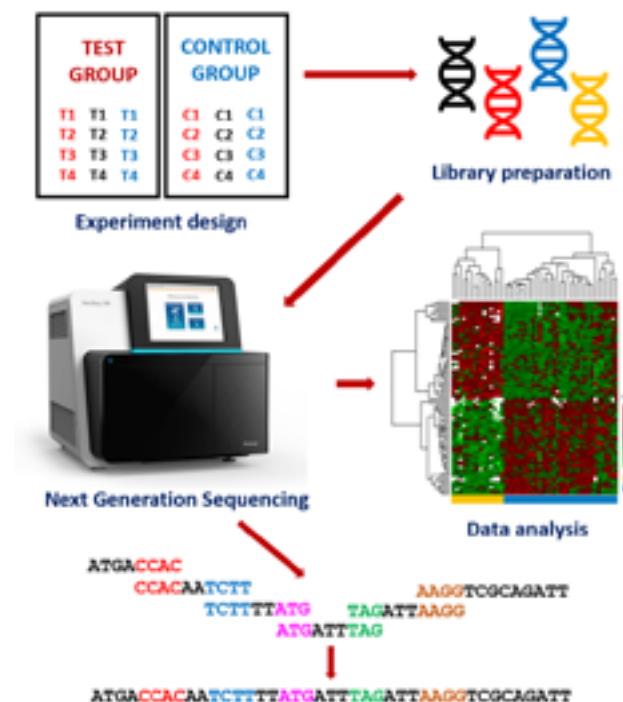 TEST GROUP
CONTROL GROUP
T1 T1 T1
T2 T2 T2
T3 T3 T3
T4 T4 T4
C1 C1 C1
C2 C2 C2
C3 C3 C3
C4 C4 C4
Experiment design
Library preparation
Next Generation Sequencing
Data analysis
ATGACCAC
CCACAATCTT
TCTTTTATG
ATGATTTAG
TAGATTAAGG
AAGGTCGCAGATT
ATGACCACAATCTTTTATGATTTAGATTAAGGTCGCAGATT